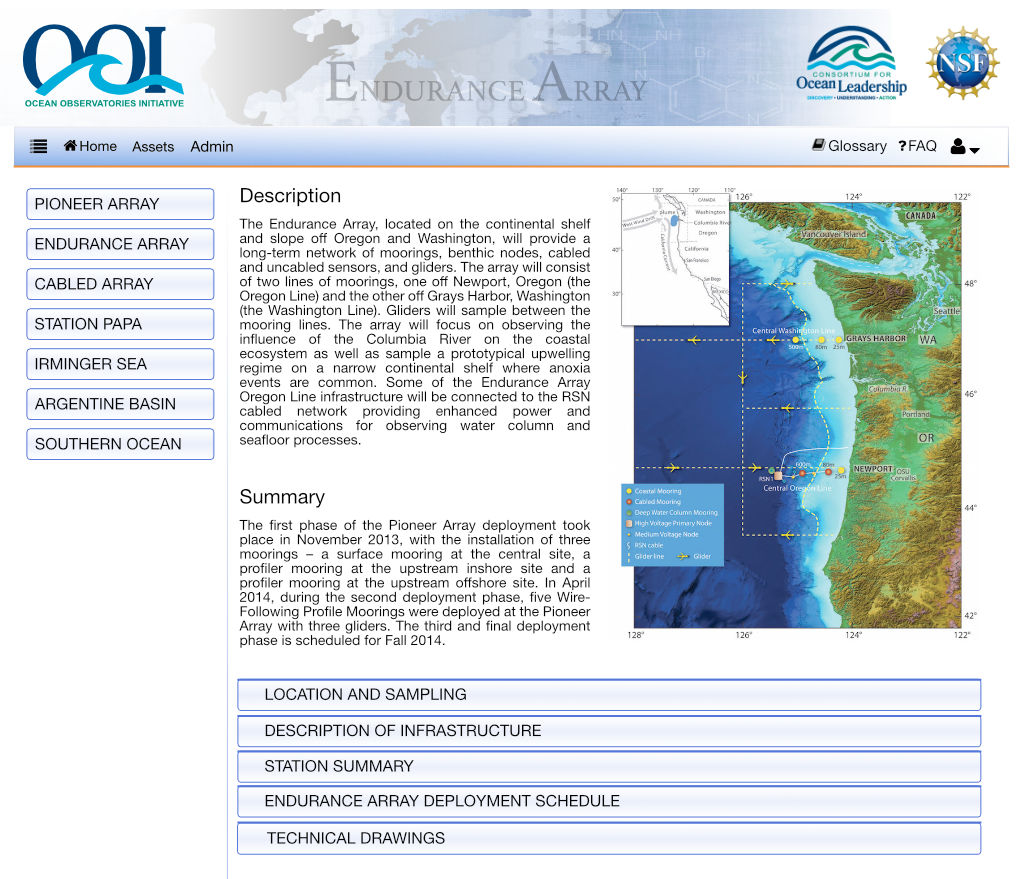 OOI
OCEAN OBSERVATORIES INITIATIVE
ENDURANCE ARRAY
CONSORTIUM FOR
Ocean Leadership
DISCOVERY • UNDERSTANDING • ACTION
NSF
Home Assets Admin
Glossary ?FAQ
PIONEER ARRAY
ENDURANCE ARRAY
CABLED ARRAY
STATION PAPA
IRMINGER SEA
ARGENTINE BASIN
SOUTHERN OCEAN
Description
The Endurance Array, located on the continental shelf
and slope off Oregon and Washington, will provide a
long-term network of moorings, benthic nodes, cabled
and uncabled sensors, and gliders. The array will consist
of two lines of moorings, one off Newport, Oregon (the
Oregon Line) and the other off Grays Harbor, Washington
(the Washington Line). Gliders will sample between the
mooring lines. The array will focus on observing the
influence of the Columbia River on the coastal
ecosystem as well as sample a prototypical upwelling
regime on a narrow continental shelf where anoxia
events are common. Some of the Endurance Array
Oregon Line infrastructure will be connected to the RSN
cabled network providing enhanced power and
communications for observing water column and
seafloor processes.
Summary
The first phase of the Pioneer Array deployment took
place in November 2013, with the installation of three
moorings – a surface mooring at the central site, a
profiler mooring at the upstream inshore site and a
profiler mooring at the upstream offshore site. In April
2014, during the second deployment phase, five Wire-
Following Profile Moorings were deployed at the Pioneer
Array with three gliders. The third and final deployment
phase is scheduled for Fall 2014.
140° 130° 120° 110°
50°
40°
30°
CANADA
Washington
Columbia River
Oregon
California
San Francisco
San Diego
MEXICO
West Wind Drift
plume
California Current
126° 124° 122°
CANADA
Vancouver Island
48°
Seattle
Central Washington Line
500m 80m 25m
GRAYS HARBOR WA
Columbia R.
46°
Portland
OR
600m 80m
25m
RSN1
NEWPORT OSU
Corvallis
Central Oregon Line
44°
Coastal Mooring
Cabled Mooring
Deep Water Column Mooring
High Voltage Primary Node
Medium Voltage Node
RSN cable
Glider line Glider
42°
128° 126° 124° 122°
LOCATION AND SAMPLING
DESCRIPTION OF INFRASTRUCTURE
STATION SUMMARY
ENDURANCE ARRAY DEPLOYMENT SCHEDULE
TECHNICAL DRAWINGS